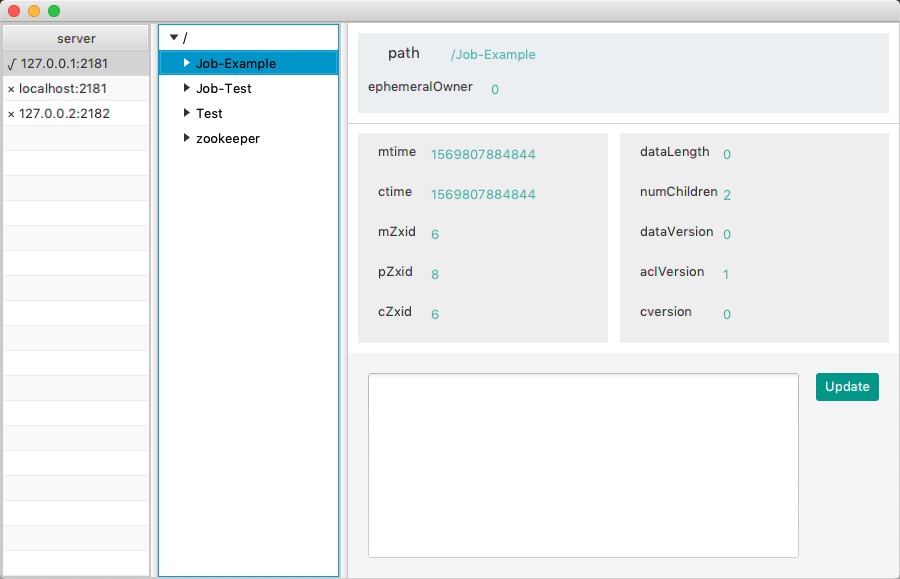 server
√ 127.0.0.1:2181
× localhost:2181
× 127.0.0.2:2182
/
Job-Example
Job-Test
Test
zookeeper
path /Job-Example
ephemeralOwner 0
mtime 1569807884844
ctime 1569807884844
mZxid 6
pZxid 8
cZxid 6
dataLength 0
numChildren 2
dataVersion 0
aclVersion 1
cversion 0
Update